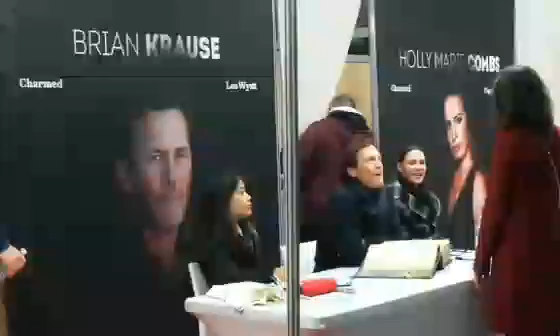 BRIAN KRAUSE
Charmed
Leo Wyatt
HOLLY MARIE COMBS
Charmed